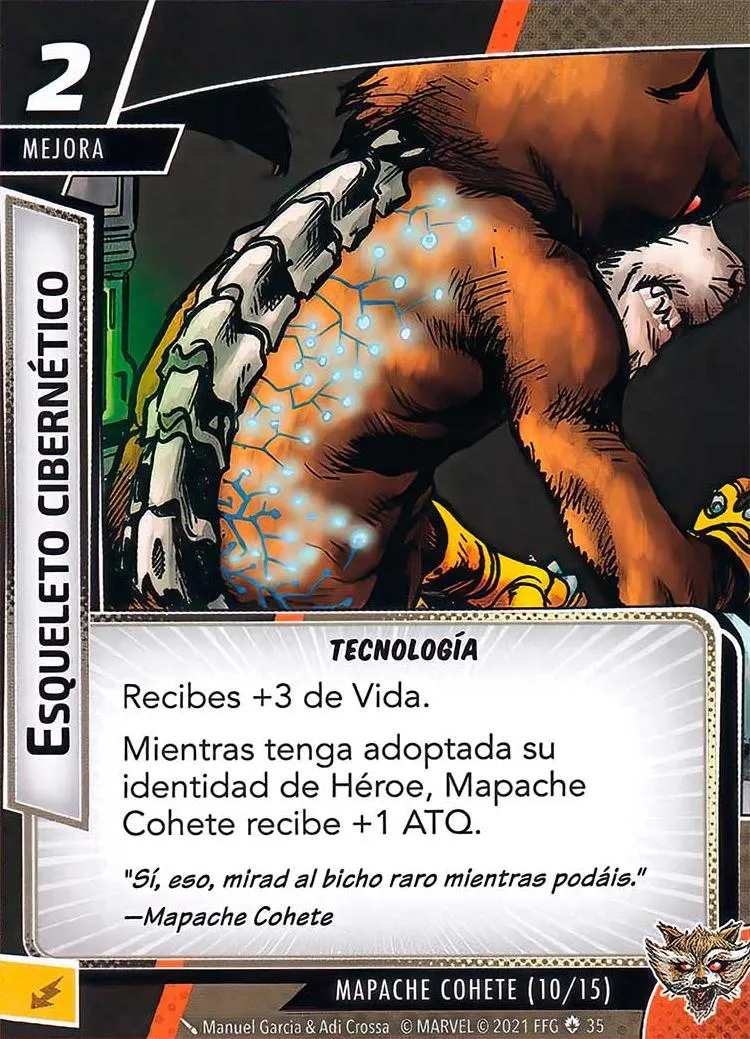 2
MEJORA
ESQUELETO CIBERNÉTICO
TECNOLOGÍA
Recibes +3 de Vida.
Mientras tenga adoptada su
identidad de Héroe, Mapache
Cohete recibe +1 ATQ.
"Sí, eso, mirad al bicho raro mientras podáis."
—Mapache Cohete
MAPACHE COHETE (10/15)
Manuel Garcia & Adi Crossa © MARVEL © 2021 FFG 35